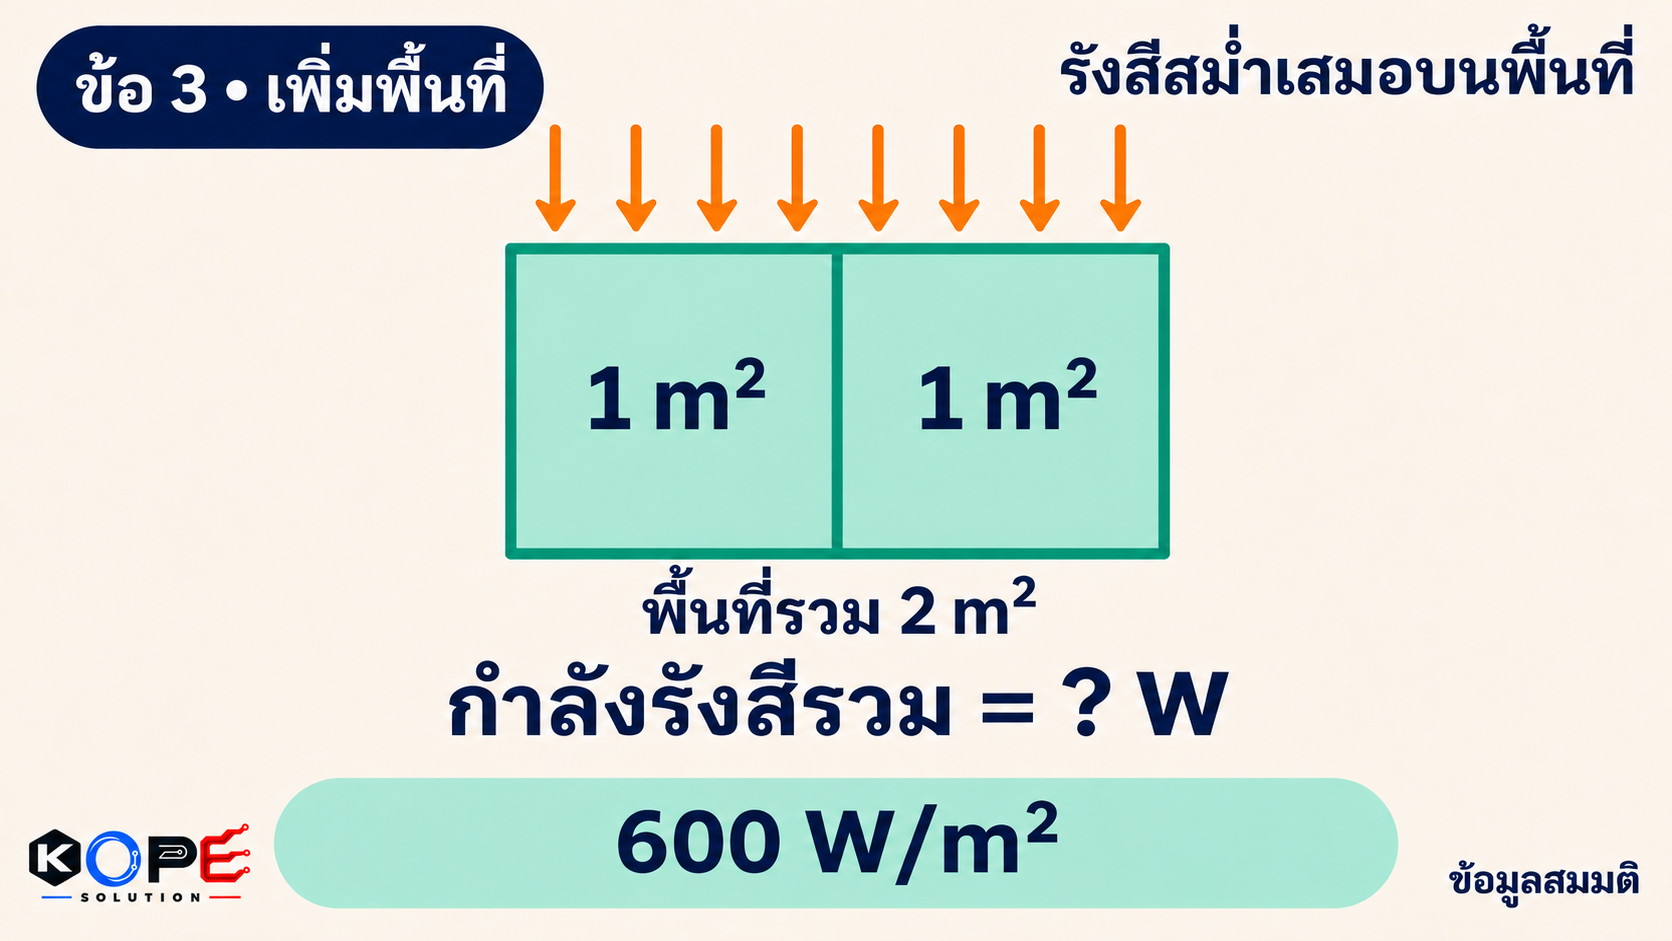 ข้อ 3 • เพิ่มพื้นที่
รังสีสม่ำเสมอบนพื้นที่
1 m²
1 m²
พื้นที่รวม 2 m²
กำลังรังสีรวม = ? W
600 W/m²
KOPE
SOLUTION
ข้อมูลสมมติ